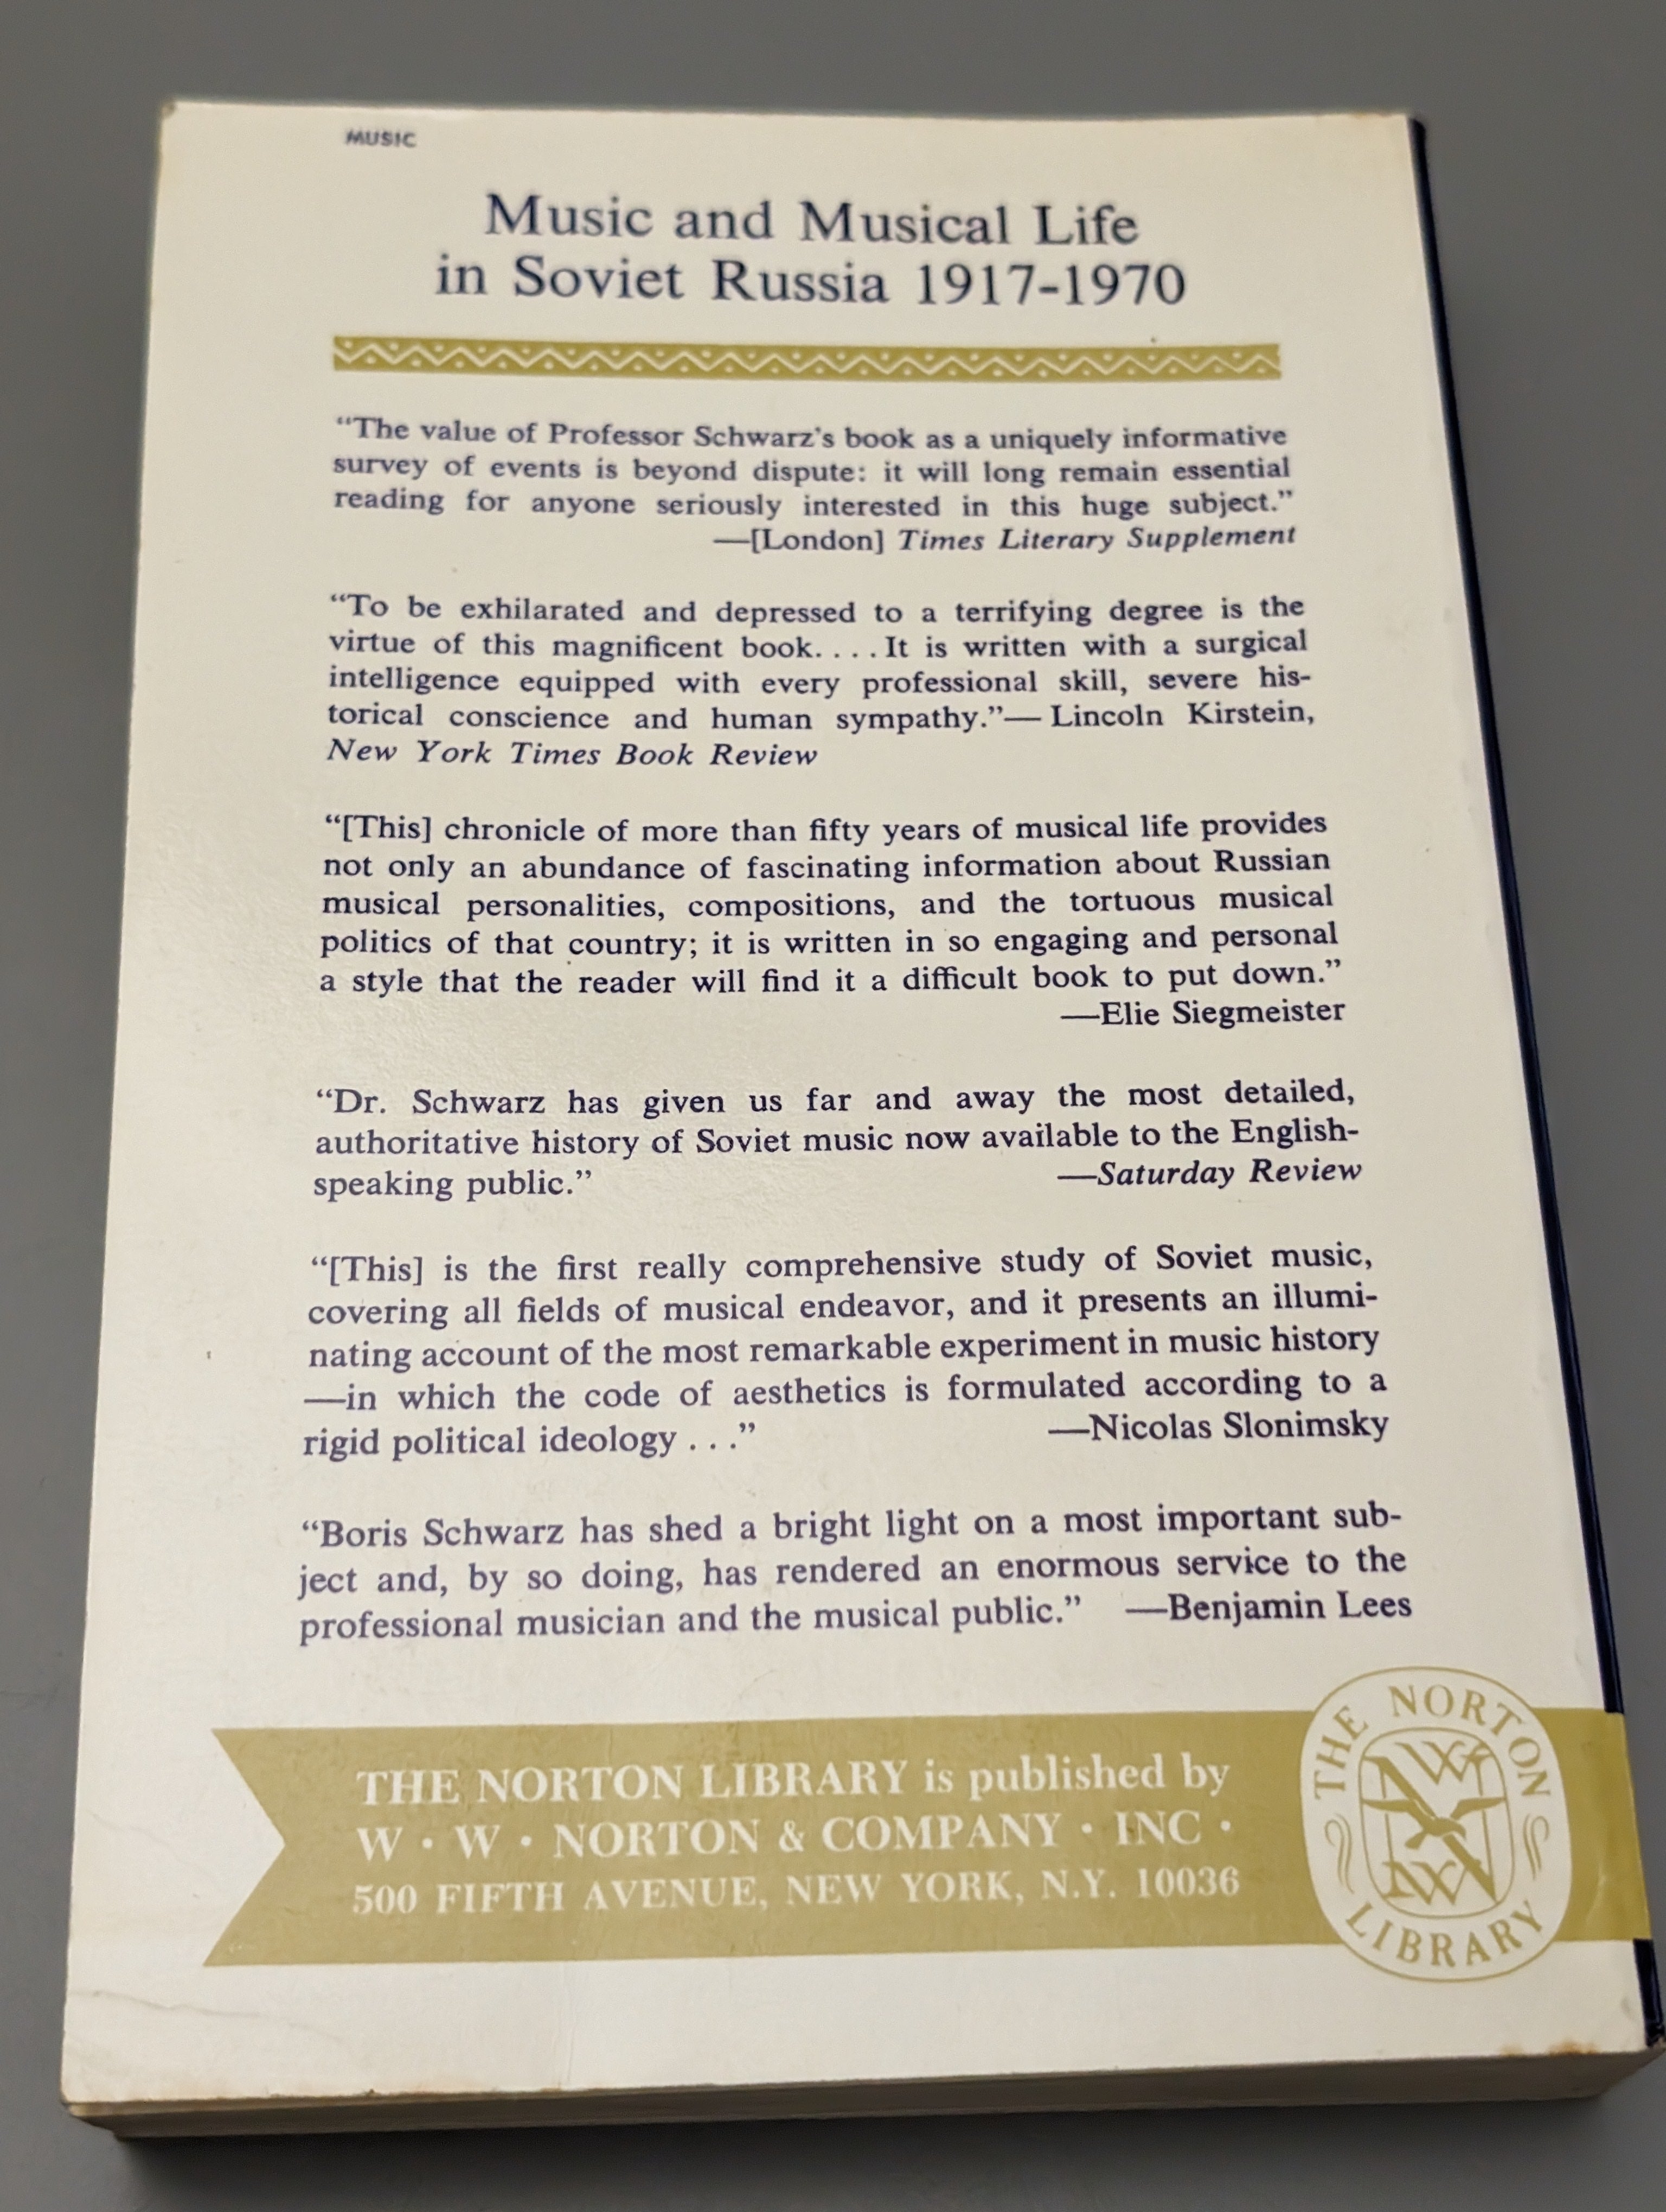 MUSIC
Music and Musical Life
in Soviet Russia 1917-1970
“The value of Professor Schwarz’s book as a uniquely informative
survey of events is beyond dispute: it will long remain essential
reading for anyone seriously interested in this huge subject.”
—[London] Times Literary Supplement
“To be exhilarated and depressed to a terrifying degree is the
virtue of this magnificent book. . . . It is written with a surgical
intelligence equipped with every professional skill, severe his-
torical conscience and human sympathy.”— Lincoln Kirstein,
New York Times Book Review
“[This] chronicle of more than fifty years of musical life provides
not only an abundance of fascinating information about Russian
musical personalities, compositions, and the tortuous musical
politics of that country; it is written in so engaging and personal
a style that the reader will find it a difficult book to put down.”
—Elie Siegmeister
“Dr. Schwarz has given us far and away the most detailed,
authoritative history of Soviet music now available to the English-
speaking public.” —Saturday Review
“[This] is the first really comprehensive study of Soviet music,
covering all fields of musical endeavor, and it presents an illumi-
nating account of the most remarkable experiment in music history
—in which the code of aesthetics is formulated according to a
rigid political ideology . . .” —Nicolas Slonimsky
“Boris Schwarz has shed a bright light on a most important sub-
ject and, by so doing, has rendered an enormous service to the
professional musician and the musical public.” —Benjamin Lees
THE NORTON LIBRARY is published by
W · W · NORTON & COMPANY · INC ·
500 FIFTH AVENUE, NEW YORK, N.Y. 10036
THE NORTON
WW
N
WW
LIBRARY